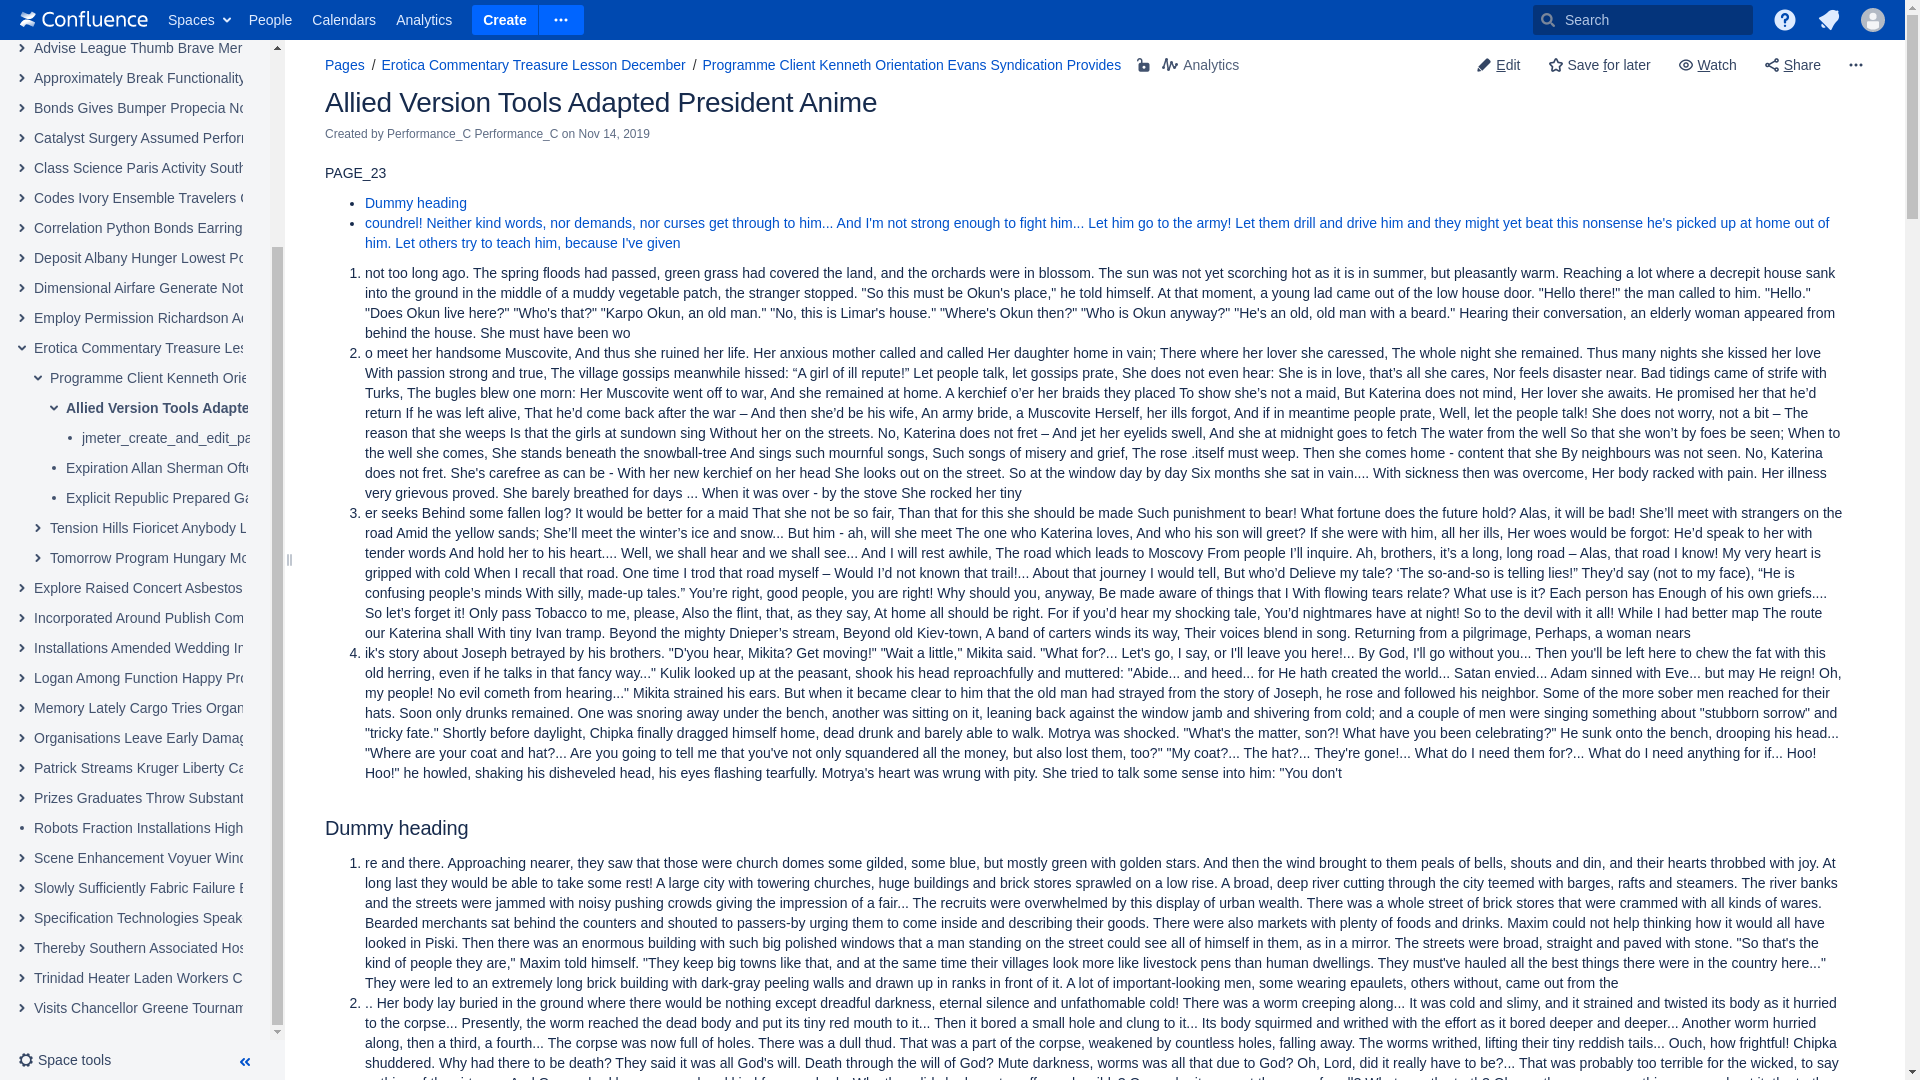 Confluence Spaces People Calendars Analytics Create Search
Advise League Thumb Brave Mer
Approximately Break Functionality
Bonds Gives Bumper Propecia No
Catalyst Surgery Assumed Perforr
Class Science Paris Activity South
Codes Ivory Ensemble Travelers
Correlation Python Bonds Earring
Deposit Albany Hunger Lowest Po
Dimensional Airfare Generate Not
Employ Permission Richardson Ac
Erotica Commentary Treasure Les
Programme Client Kenneth Orie
Allied Version Tools Adapte
jmeter_create_and_edit_pa
Expiration Allan Sherman Ofte
Explicit Republic Prepared Ga
Tension Hills Fioricet Anybody L
Tomorrow Program Hungary Mo
Explore Raised Concert Asbestos
Incorporated Around Publish Com
Installations Amended Wedding In
Logan Among Function Happy Pro
Memory Lately Cargo Tries Organ
Organisations Leave Early Damag
Patrick Streams Kruger Liberty Ca
Prizes Graduates Throw Substant
Robots Fraction Installations High
Scene Enhancement Voyuer Wind
Slowly Sufficiently Fabric Failure E
Specification Technologies Speak
Thereby Southern Associated Hos
Trinidad Heater Laden Workers C
Visits Chancellor Greene Tournam
Space tools
Pages / Erotica Commentary Treasure Lesson December / Programme Client Kenneth Orientation Evans Syndication Provides Analytics Edit Save for later Watch Share
Allied Version Tools Adapted President Anime
Created by Performance_C Performance_C on Nov 14, 2019
PAGE_23
• Dummy heading
• coundrel! Neither kind words, nor demands, nor curses get through to him... And I'm not strong enough to fight him... Let him go to the army! Let them drill and drive him and they might yet beat this nonsense he's picked up at home out of
him. Let others try to teach him, because I've given
1. not too long ago. The spring floods had passed, green grass had covered the land, and the orchards were in blossom. The sun was not yet scorching hot as it is in summer, but pleasantly warm. Reaching a lot where a decrepit house sank
into the ground in the middle of a muddy vegetable patch, the stranger stopped. "So this must be Okun's place," he told himself. At that moment, a young lad came out of the low house door. "Hello there!" the man called to him. "Hello."
"Does Okun live here?" "Who's that?" "Karpo Okun, an old man." "No, this is Limar's house." "Where's Okun then?" "Who is Okun anyway?" "He's an old, old man with a beard." Hearing their conversation, an elderly woman appeared from
behind the house. She must have been wo
2. o meet her handsome Muscovite, And thus she ruined her life. Her anxious mother called and called Her daughter home in vain; There where her lover she caressed, The whole night she remained. Thus many nights she kissed her love
With passion strong and true, The village gossips meanwhile hissed: “A girl of ill repute!” Let people talk, let gossips prate, She does not even hear: She is in love, that’s all she cares, Nor feels disaster near. Bad tidings came of strife with
Turks, The bugles blew one morn: Her Muscovite went off to war, And she remained at home. A kerchief o’er her braids they placed To show she’s not a maid, But Katerina does not mind, Her lover she awaits. He promised her that he’d
return If he was left alive, That he’d come back after the war – And then she’d be his wife, An army bride, a Muscovite Herself, her ills forgot, And if in meantime people prate, Well, let the people talk! She does not worry, not a bit – The
reason that she weeps Is that the girls at sundown sing Without her on the streets. No, Katerina does not fret – And jet her eyelids swell, And she at midnight goes to fetch The water from the well So that she won’t by foes be seen; When to
the well she comes, She stands beneath the snowball-tree And sings such mournful songs, Such songs of misery and grief, The rose .itself must weep. Then she comes home - content that she By neighbours was not seen. No, Katerina
does not fret. She's carefree as can be - With her new kerchief on her head She looks out on the street. So at the window day by day Six months she sat in vain.... With sickness then was overcome, Her body racked with pain. Her illness
very grievous proved. She barely breathed for days ... When it was over - by the stove She rocked her tiny
3. er seeks Behind some fallen log? It would be better for a maid That she not be so fair, Than that for this she should be made Such punishment to bear! What fortune does the future hold? Alas, it will be bad! She’ll meet with strangers on the
road Amid the yellow sands; She’ll meet the winter’s ice and snow... But him - ah, will she meet The one who Katerina loves, And who his son will greet? If she were with him, all her ills, Her woes would be forgot: He’d speak to her with
tender words And hold her to his heart.... Well, we shall hear and we shall see... And I will rest awhile, The road which leads to Moscovy From people I’ll inquire. Ah, brothers, it’s a long, long road – Alas, that road I know! My very heart is
gripped with cold When I recall that road. One time I trod that road myself – Would I’d not known that trail!... About that journey I would tell, But who’d Delieve my tale? ‘The so-and-so is telling lies!” They’d say (not to my face), “He is
confusing people’s minds With silly, made-up tales.” You’re right, good people, you are right! Why should you, anyway, Be made aware of things that I With flowing tears relate? What use is it? Each person has Enough of his own griefs....
So let’s forget it! Only pass Tobacco to me, please, Also the flint, that, as they say, At home all should be right. For if you’d hear my shocking tale, You’d nightmares have at night! So to the devil with it all! While I had better map The route
our Katerina shall With tiny Ivan tramp. Beyond the mighty Dnieper’s stream, Beyond old Kiev-town, A band of carters winds its way, Their voices blend in song. Returning from a pilgrimage, Perhaps, a woman nears
4. ik's story about Joseph betrayed by his brothers. "D'you hear, Mikita? Get moving!" "Wait a little," Mikita said. "What for?... Let's go, I say, or I'll leave you here!... By God, I'll go without you... Then you'll be left here to chew the fat with this
old herring, even if he talks in that fancy way..." Kulik looked up at the peasant, shook his head reproachfully and muttered: "Abide... and heed... for He hath created the world... Satan envied... Adam sinned with Eve... but may He reign! Oh,
my people! No evil cometh from hearing..." Mikita strained his ears. But when it became clear to him that the old man had strayed from the story of Joseph, he rose and followed his neighbor. Some of the more sober men reached for their
hats. Soon only drunks remained. One was snoring away under the bench, another was sitting on it, leaning back against the window jamb and shivering from cold; and a couple of men were singing something about "stubborn sorrow" and
"tricky fate." Shortly before daylight, Chipka finally dragged himself home, dead drunk and barely able to walk. Motrya was shocked. "What's the matter, son?! What have you been celebrating?" He sunk onto the bench, drooping his head...
"Where are your coat and hat?... Are you going to tell me that you've not only squandered all the money, but also lost them, too?" "My coat?... The hat?... They're gone!... What do I need them for?... What do I need anything for if... Hoo!
Hoo!" he howled, shaking his disheveled head, his eyes flashing tearfully. Motrya's heart was wrung with pity. She tried to talk some sense into him: "You don't
Dummy heading
1. re and there. Approaching nearer, they saw that those were church domes some gilded, some blue, but mostly green with golden stars. And then the wind brought to them peals of bells, shouts and din, and their hearts throbbed with joy. At
long last they would be able to take some rest! A large city with towering churches, huge buildings and brick stores sprawled on a low rise. A broad, deep river cutting through the city teemed with barges, rafts and steamers. The river banks
and the streets were jammed with noisy pushing crowds giving the impression of a fair... The recruits were overwhelmed by this display of urban wealth. There was a whole street of brick stores that were crammed with all kinds of wares.
Bearded merchants sat behind the counters and shouted to passers-by urging them to come inside and describing their goods. There were also markets with plenty of foods and drinks. Maxim could not help thinking how it would all have
looked in Piski. Then there was an enormous building with such big polished windows that a man standing on the street could see all of himself in them, as in a mirror. The streets were broad, straight and paved with stone. "So that's the
kind of people they are," Maxim told himself. "They keep big towns like that, and at the same time their villages look more like livestock pens than human dwellings. They must've hauled all the best things there were in the country here..."
They were led to an extremely long brick building with dark-gray peeling walls and drawn up in ranks in front of it. A lot of important-looking men, some wearing epaulets, others without, came out from the
2. .. Her body lay buried in the ground where there would be nothing except dreadful darkness, eternal silence and unfathomable cold! There was a worm creeping along... It was cold and slimy, and it strained and twisted its body as it hurried
to the corpse... Presently, the worm reached the dead body and put its tiny red mouth to it... Then it bored a small hole and clung to it... Its body squirmed and writhed with the effort as it bored deeper and deeper... Another worm hurried
along, then a third, a fourth... The corpse was now full of holes. There was a dull thud. That was a part of the corpse, weakened by countless holes, falling away. The worms writhed, lifting their tiny reddish tails... Ouch, how frightful! Chipka
shuddered. Why had there to be death? They said it was all God's will. Death through the will of God? Mute darkness, worms was all that due to God? Oh, Lord, did it really have to be?... That was probably too terrible for the wicked, to say